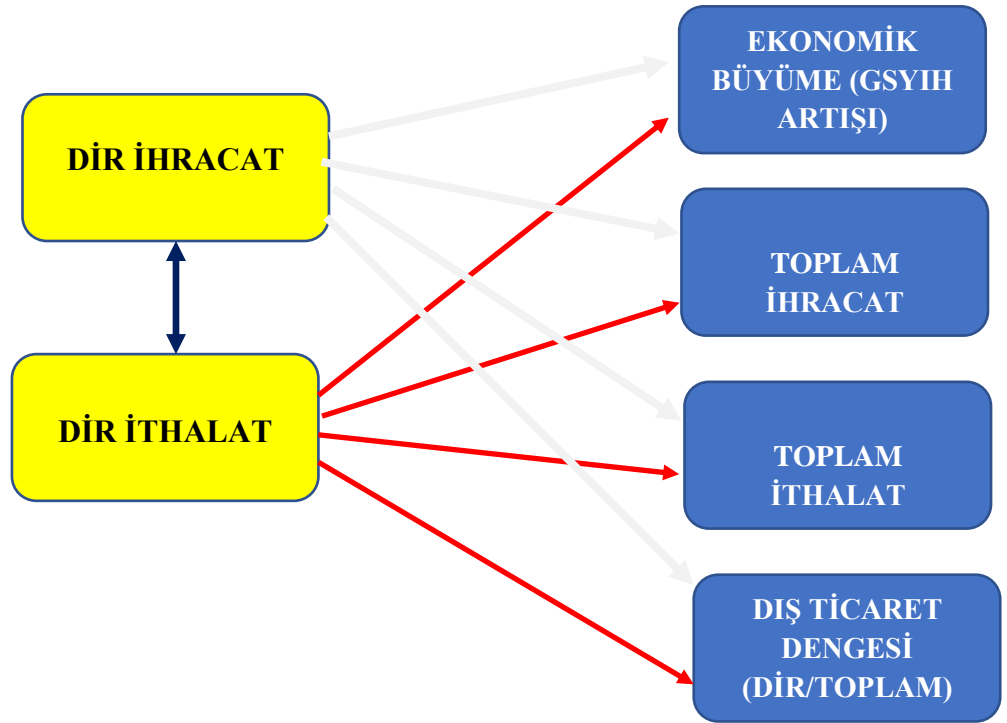 EKONOMİK
BÜYÜME (GSYIH
ARTIŞI)
DİR İHRACAT
TOPLAM
İHRACAT
DİR İTHALAT
TOPLAM
İTHALAT
DIŞ TİCARET
DENGESİ
(DİR/TOPLAM)